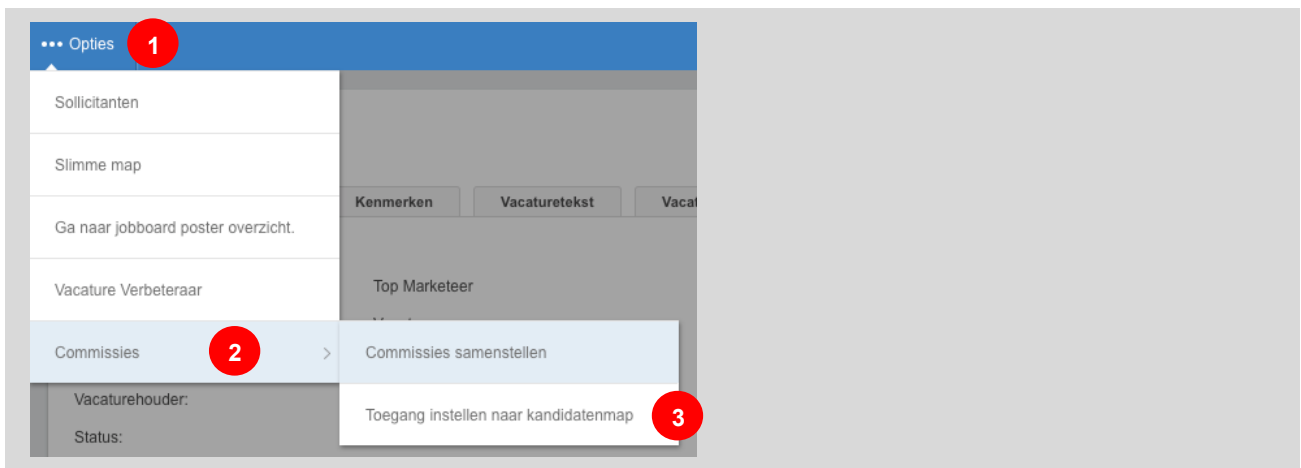 ••• Opties 1
Sollicitanten
Slimme map
Kenmerken Vacaturetekst
Ga naar jobboard poster overzicht.
Vacature Verbeteraar Top Marketeer
Commissies 2 > Commissies samenstellen
Vacaturehouder:
Toegang instellen naar kandidatenmap 3
Status: